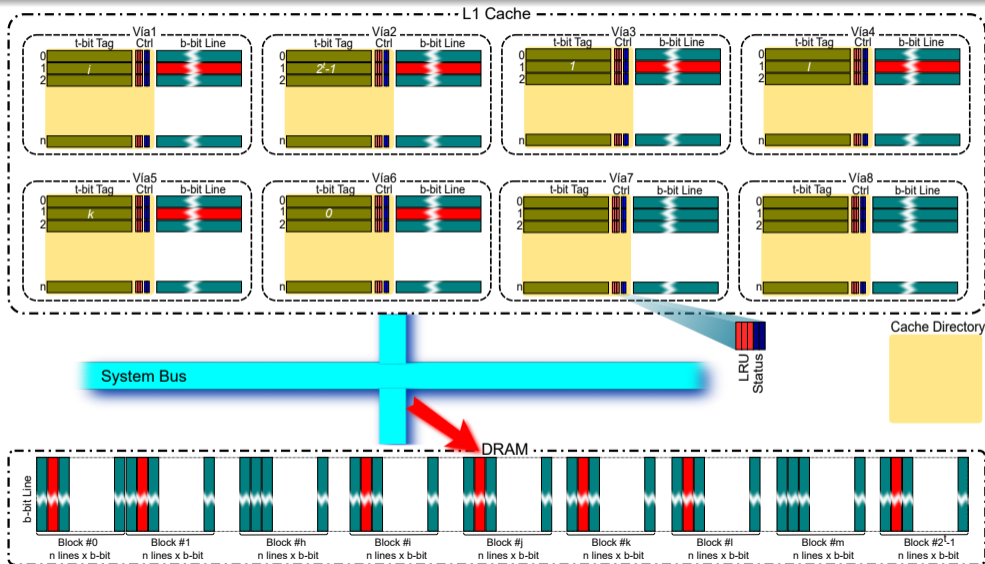 L1 Cache
Vía1
t-bit Tag Ctrl b-bit Line
0
i
1
2
n
Vía2
t-bit Tag Ctrl b-bit Line
0
2^t-1
1
2
n
Vía3
t-bit Tag Ctrl b-bit Line
0
1
1
2
n
Vía4
t-bit Tag Ctrl b-bit Line
0
1
l
2
n
Vía5
t-bit Tag Ctrl b-bit Line
0
1
k
2
n
Vía6
t-bit Tag Ctrl b-bit Line
0
1
0
2
n
Vía7
t-bit Tag Ctrl b-bit Line
0
1
2
n
Vía8
t-bit Tag Ctrl b-bit Line
0
1
2
n
LRU
Status
Cache Directory
System Bus
DRAM
b-bit Line
Block #0
n lines x b-bit
Block #1
n lines x b-bit
Block #h
n lines x b-bit
Block #i
n lines x b-bit
Block #j
n lines x b-bit
Block #k
n lines x b-bit
Block #l
n lines x b-bit
Block #m
n lines x b-bit
Block #2^t-1
n lines x b-bit